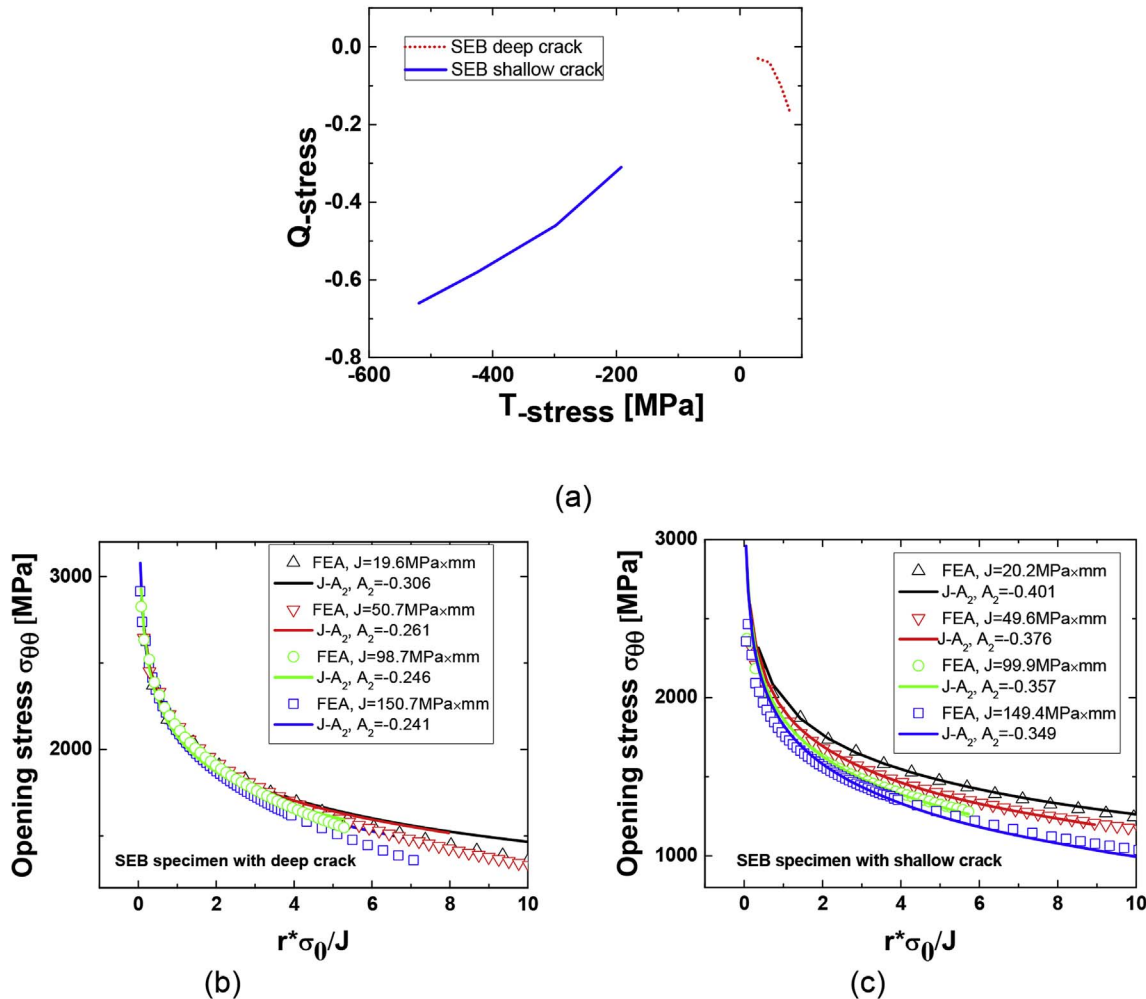 0.0
-0.2
-0.4
-0.6
-0.8
Q-stress
SEB deep crack
SEB shallow crack
-600
-400
-200
0
T-stress [MPa]
(a)
3000
2000
Opening stress σθθ [MPa]
FEA, J=19.6MPa×mm
J-A₂, A₂=-0.306
FEA, J=50.7MPa×mm
J-A₂, A₂=-0.261
FEA, J=98.7MPa×mm
J-A₂, A₂=-0.246
FEA, J=150.7MPa×mm
J-A₂, A₂=-0.241
SEB specimen with deep crack
0
2
4
6
8
10
r*σ₀/J
(b)
3000
2000
1000
Opening stress σθθ [MPa]
FEA, J=20.2MPa×mm
J-A₂, A₂=-0.401
FEA, J=49.6MPa×mm
J-A₂, A₂=-0.376
FEA, J=99.9MPa×mm
J-A₂, A₂=-0.357
FEA, J=149.4MPa×mm
J-A₂, A₂=-0.349
SEB specimen with shallow crack
0
2
4
6
8
10
r*σ₀/J
(c)